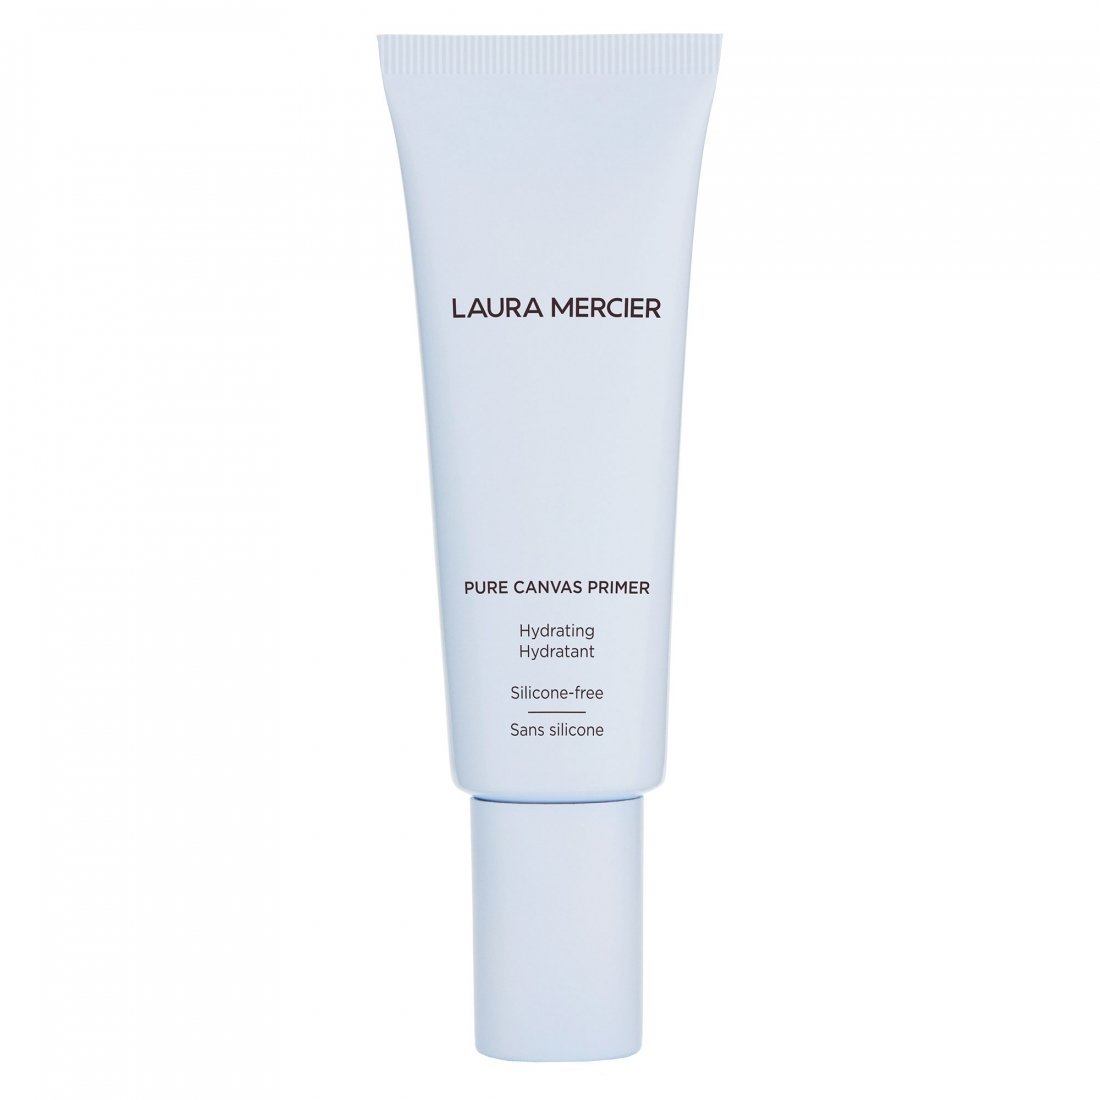 LAURA MERCIER
PURE CANVAS PRIMER
Hydrating
Hydratant
Silicone-free
Sans silicone